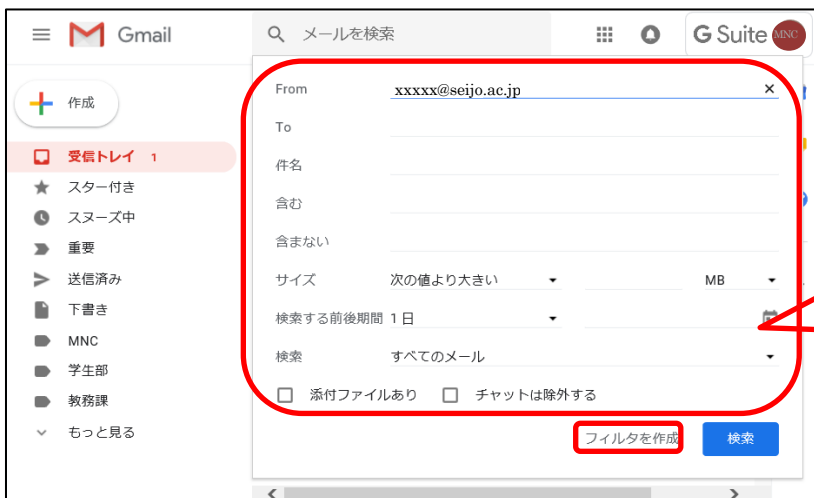 Gmail
メールを検索
G Suite MNC
作成
受信トレイ 1
スター付き
スヌーズ中
重要
送信済み
下書き
MNC
学生部
教務課
もっと見る
From xxxxx@seijo.ac.jp ×
To
件名
含む
含まない
サイズ 次の値より大きい MB
検索する前後期間 1 日
検索 すべてのメール
添付ファイルあり チャットは除外する
フィルタを作成 検索